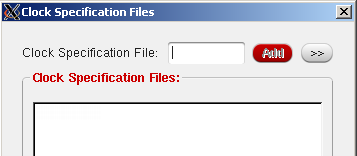 Clock Specification Files
Clock Specification File: Add >>
Clock Specification Files: